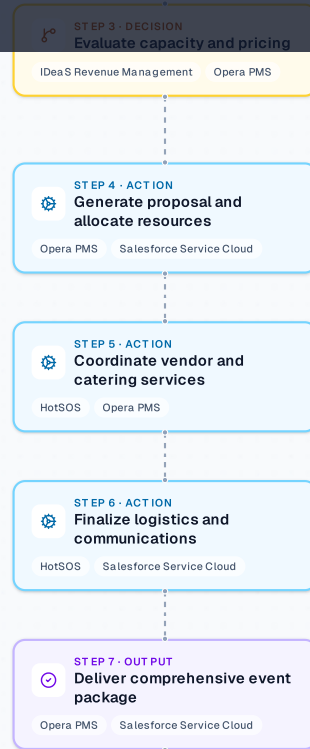 STEP 3 · DECISION
Evaluate capacity and pricing
IDeaS Revenue Management Opera PMS
STEP 4 · ACTION
Generate proposal and
allocate resources
Opera PMS Salesforce Service Cloud
STEP 5 · ACTION
Coordinate vendor and
catering services
HotSOS Opera PMS
STEP 6 · ACTION
Finalize logistics and
communications
HotSOS Salesforce Service Cloud
STEP 7 · OUTPUT
Deliver comprehensive event
package
Opera PMS Salesforce Service Cloud